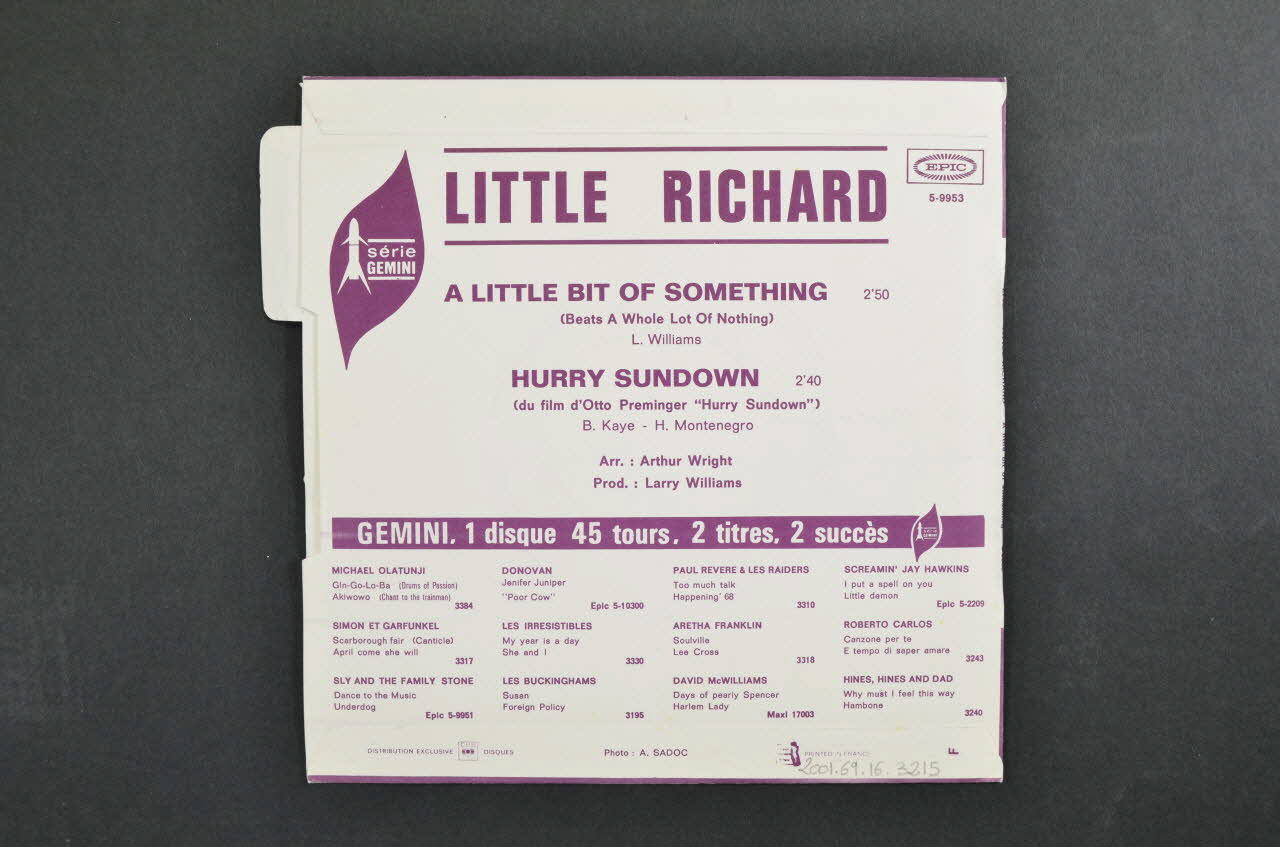 LITTLE RICHARD
EPIC
5-9953
série
GEMINI
A LITTLE BIT OF SOMETHING 2'50
(Beats A Whole Lot Of Nothing)
L. Williams
HURRY SUNDOWN 2'40
(du film d'Otto Preminger "Hurry Sundown")
B. Kaye - H. Montenegro
Arr. : Arthur Wright
Prod. : Larry Williams
GEMINI. 1 disque 45 tours. 2 titres. 2 succès
série
GEMINI
MICHAEL OLATUNJI
Gin-Go-Lo-Ba (Drums of Passion)
Akiwowo (Chant to the trainman)
3384
DONOVAN
Jenifer Juniper
"Poor Cow"
Epic 5-10300
PAUL REVERE & LES RAIDERS
Too much talk
Happening' 68
3310
SCREAMIN' JAY HAWKINS
I put a spell on you
Little demon
Epic 5-2209
SIMON ET GARFUNKEL
Scarborough fair (Canticle)
April come she will
3317
LES IRRESISTIBLES
My year is a day
She and I
3330
ARETHA FRANKLIN
Soulville
Lee Cross
3318
ROBERTO CARLOS
Canzone per te
E tempo di saper amare
3243
SLY AND THE FAMILY STONE
Dance to the Music
Underdog
Epic 5-9951
LES BUCKINGHAMS
Susan
Foreign Policy
3195
DAVID McWILLIAMS
Days of pearly Spencer
Harlem Lady
Maxi 17003
HINES, HINES AND DAD
Why must I feel this way
Hambone
3240
DISTRIBUTION EXCLUSIVE CBS DISQUES
Photo : A. SADOC
PRINTED IN FRANCE
F
2001.69.16.3215